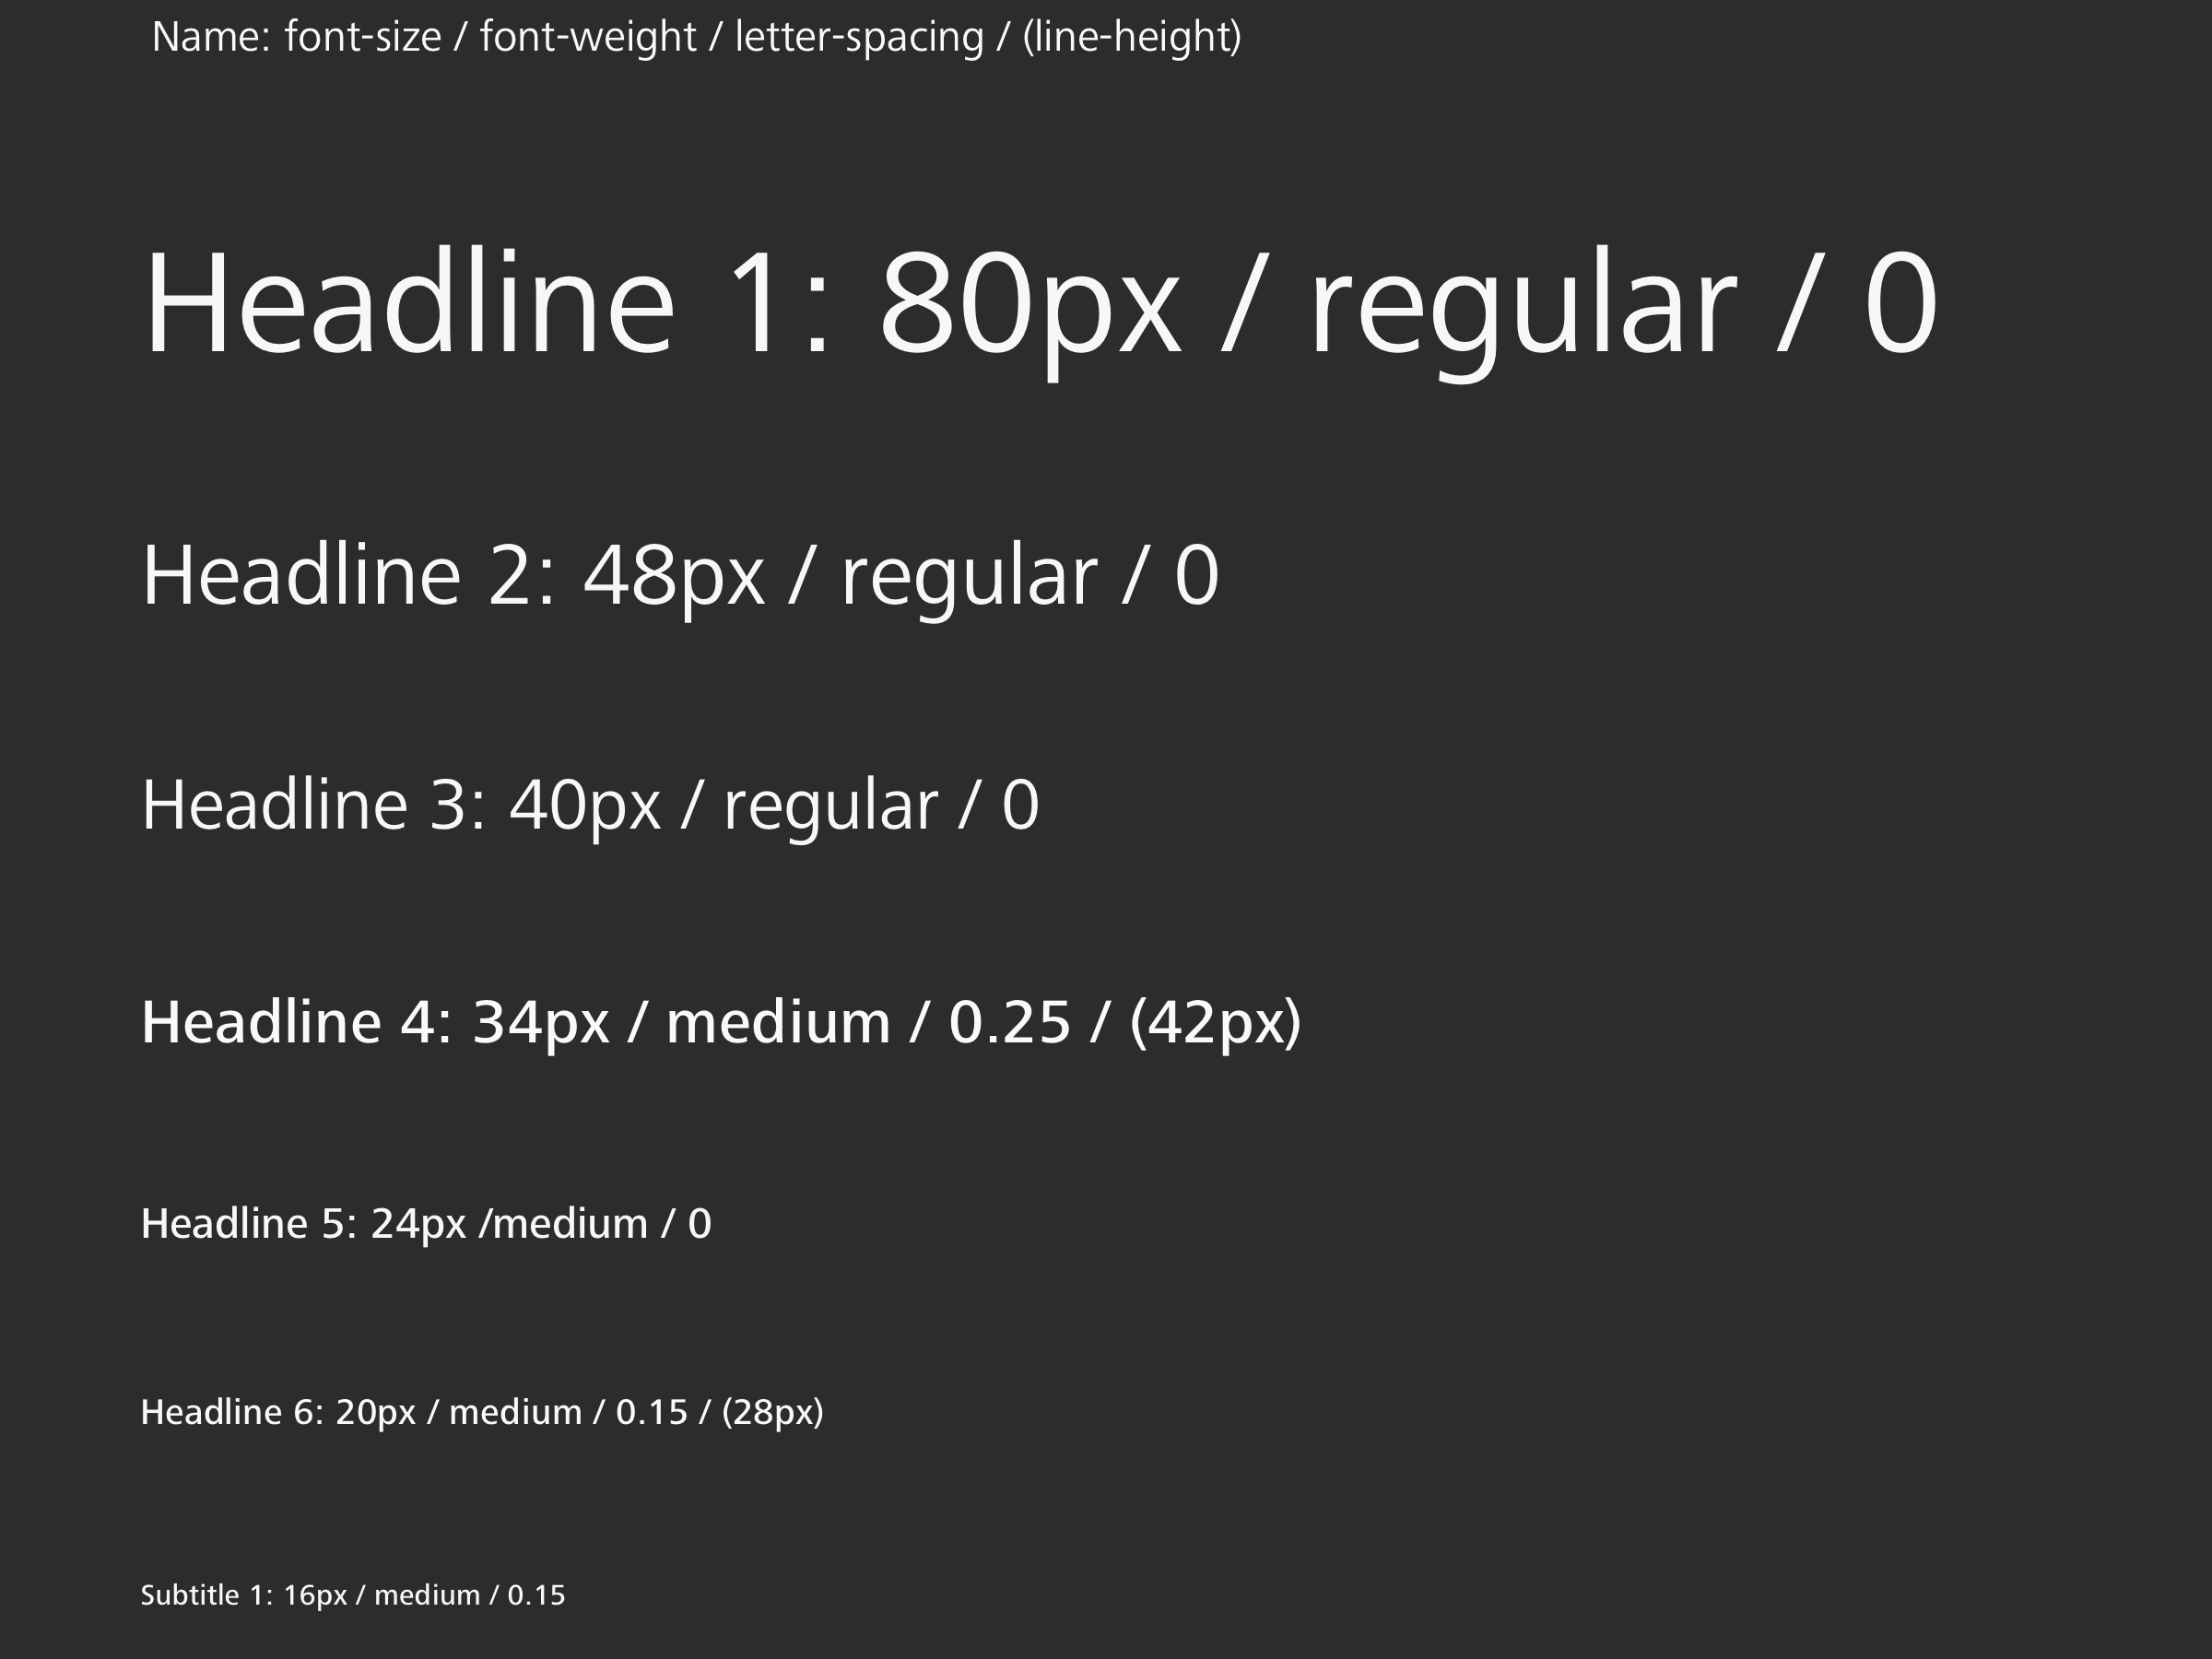 Name: font-size / font-weight / letter-spacing / (line-height)
Headline 1: 80px / regular / 0
Headline 2: 48px / regular / 0
Headline 3: 40px / regular / 0
Headline 4: 34px / medium / 0.25 / (42px)
Headline 5: 24px /medium / 0
Headline 6: 20px / medium / 0.15 / (28px)
Subtitle 1: 16px / medium / 0.15